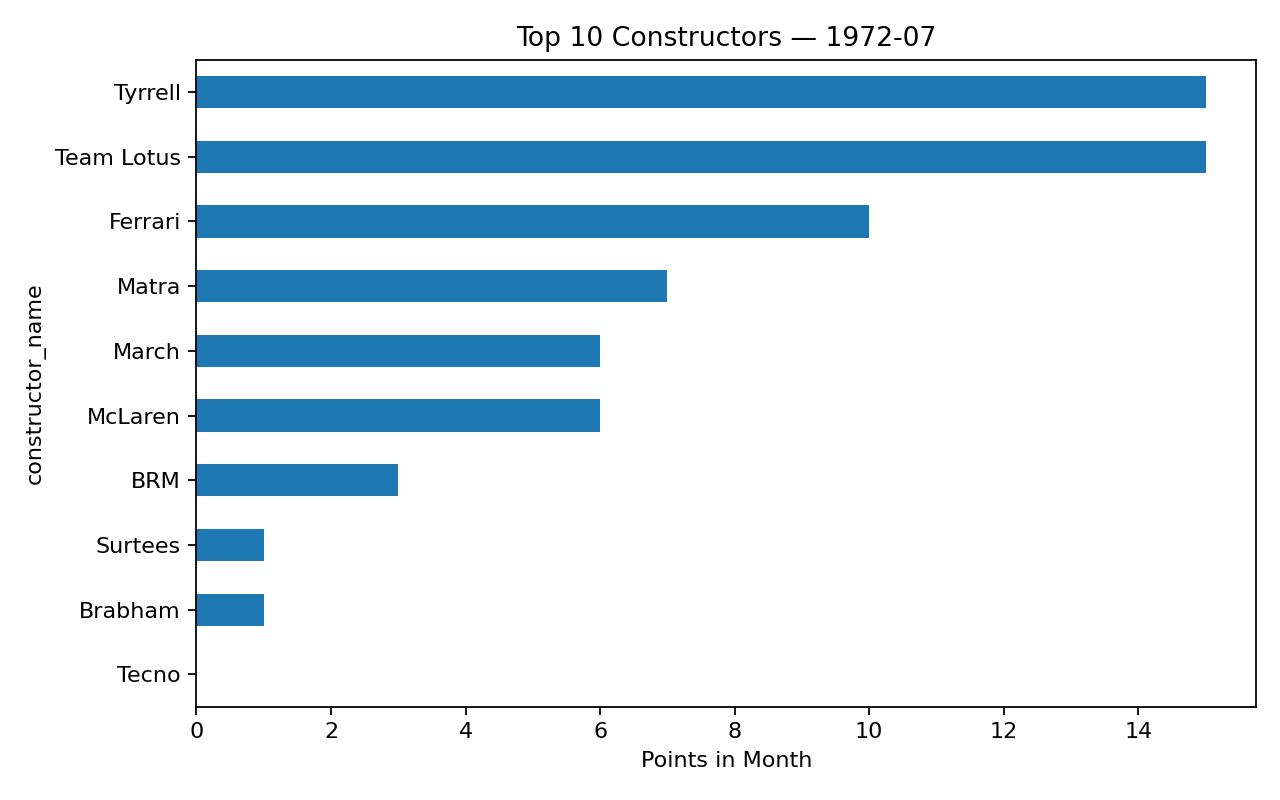 Top 10 Constructors — 1972-07
constructor_name
Tyrrell
Team Lotus
Ferrari
Matra
March
McLaren
BRM
Surtees
Brabham
Tecno
0 2 4 6 8 10 12 14
Points in Month